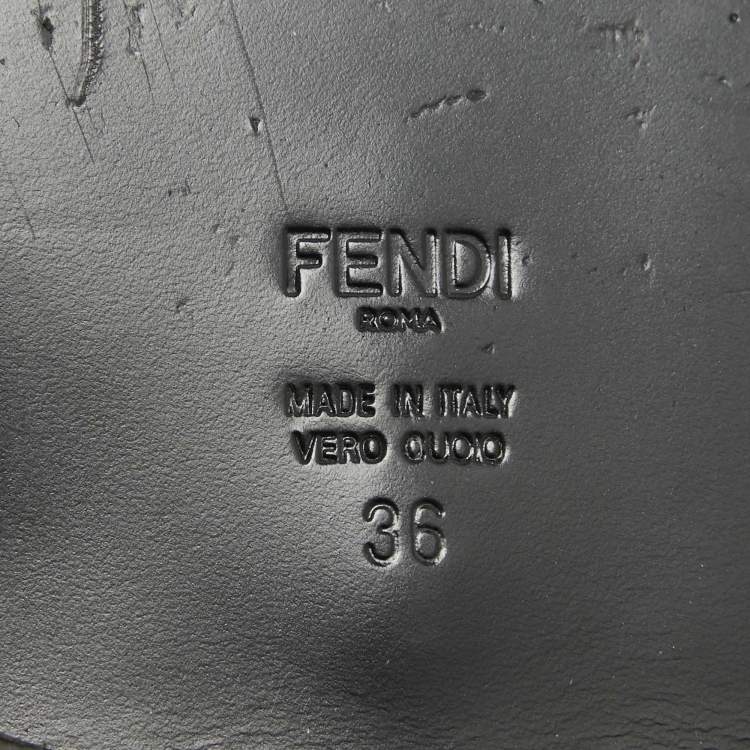 FENDI
ROMA
MADE IN ITALY
VERO CUOIO
36